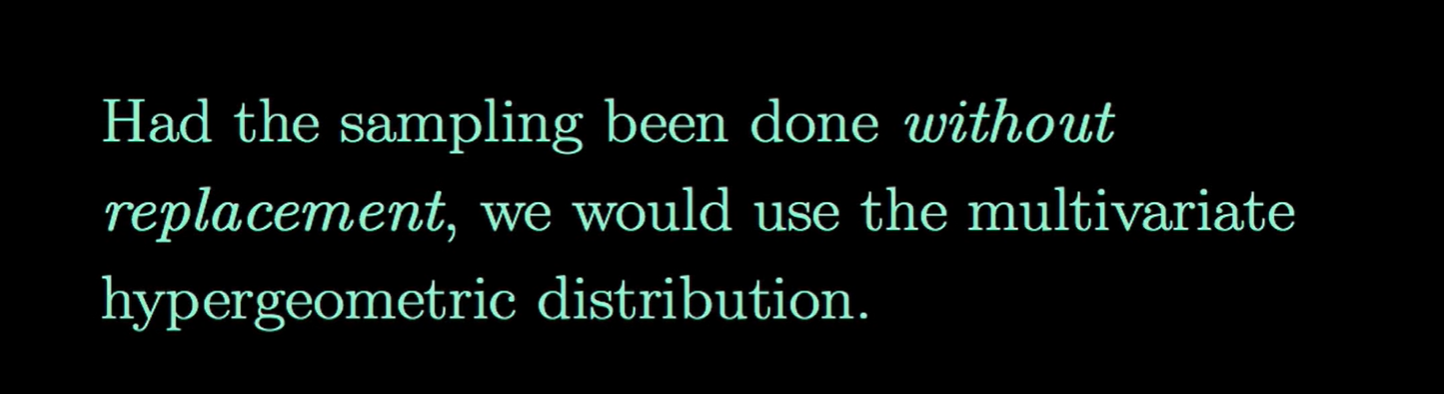 Had the sampling been done without
replacement, we would use the multivariate
hypergeometric distribution.